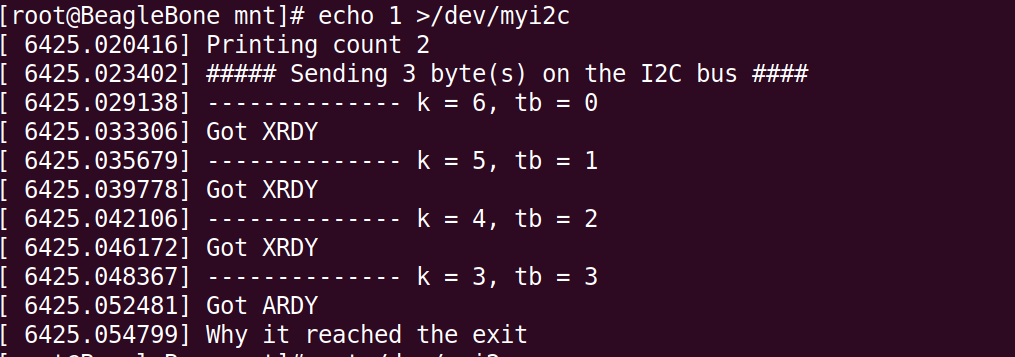 [root@BeagleBone mnt]# echo 1 >/dev/myi2c
[ 6425.020416] Printing count 2
[ 6425.023402] ##### Sending 3 byte(s) on the I2C bus ####
[ 6425.029138] -------------- k = 6, tb = 0
[ 6425.033306] Got XRDY
[ 6425.035679] -------------- k = 5, tb = 1
[ 6425.039778] Got XRDY
[ 6425.042106] -------------- k = 4, tb = 2
[ 6425.046172] Got XRDY
[ 6425.048367] -------------- k = 3, tb = 3
[ 6425.052481] Got ARDY
[ 6425.054799] Why it reached the exit